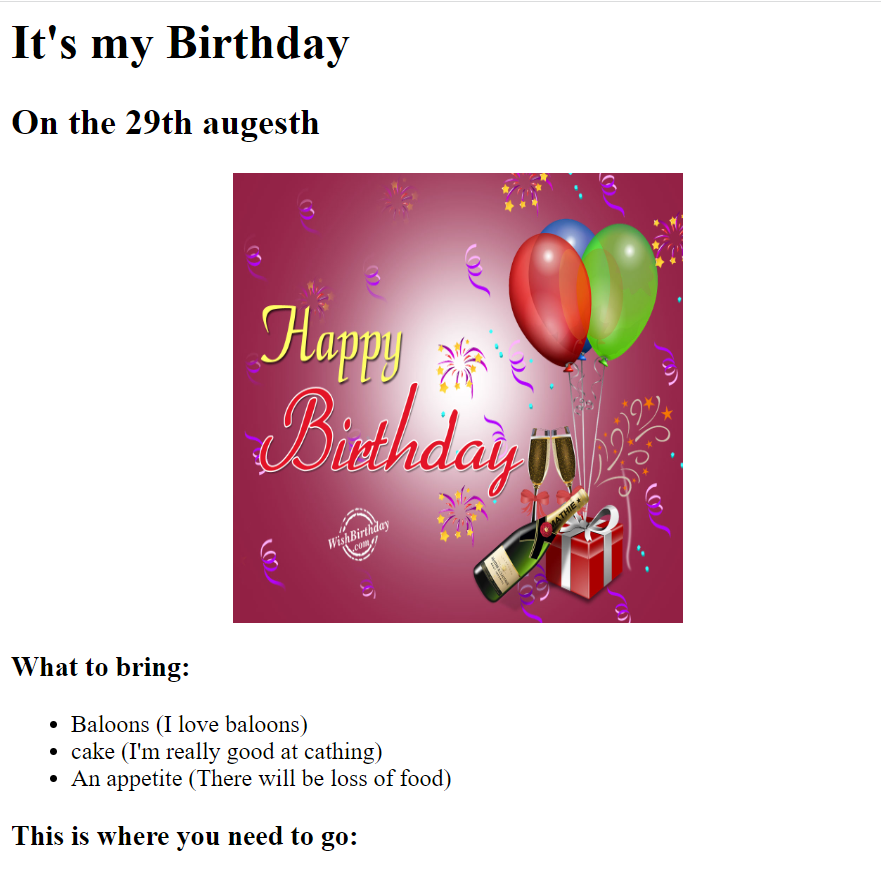 It's my Birthday
On the 29th augesth
Happy
Birthday
WishBirthday
.com
MATHIE
What to bring:
Baloons (I love baloons)
cake (I'm really good at cathing)
An appetite (There will be loss of food)
This is where you need to go: